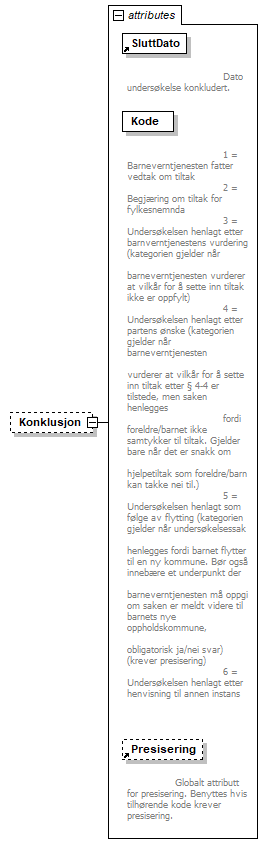 attributes
SluttDato
Dato
undersøkelse konkludert.
Kode
1 =
Barneverntjenesten fatter
vedtak om tiltak
2 =
Begjæring om tiltak for
fylkesnemnda
3 =
Undersøkelsen henlagt etter
barnverntjenestens vurdering
(kategorien gjelder når
barneverntjenesten vurderer
at vilkår for å sette inn tiltak
ikke er oppfylt)
4 =
Undersøkelsen henlagt etter
partens ønske (kategorien
gjelder når
barneverntjenesten
vurderer at vilkår for å sette
inn tiltak etter § 4-4 er
tilstede, men saken
henlegges
fordi
foreldre/barnet ikke
samtykker til tiltak. Gjelder
bare når det er snakk om
hjelpetiltak som foreldre/barn
kan takke nei til.)
5 =
Undersøkelsen henlagt som
følge av flytting (kategorien
gjelder når undersøkelsessak
henlegges fordi barnet flytter
til en ny kommune. Bør også
innebære et underpunkt der
barneverntjenesten må oppgi
om saken er meldt videre til
barnets nye
oppholdskommune,
obligatorisk ja/nei svar)
(krever presisering)
6 =
Undersøkelsen henlagt etter
henvisning til annen instans
Konklusjon
Presisering
Globalt attributt
for presisering. Benyttes hvis
tilhørende kode krever
presisering.